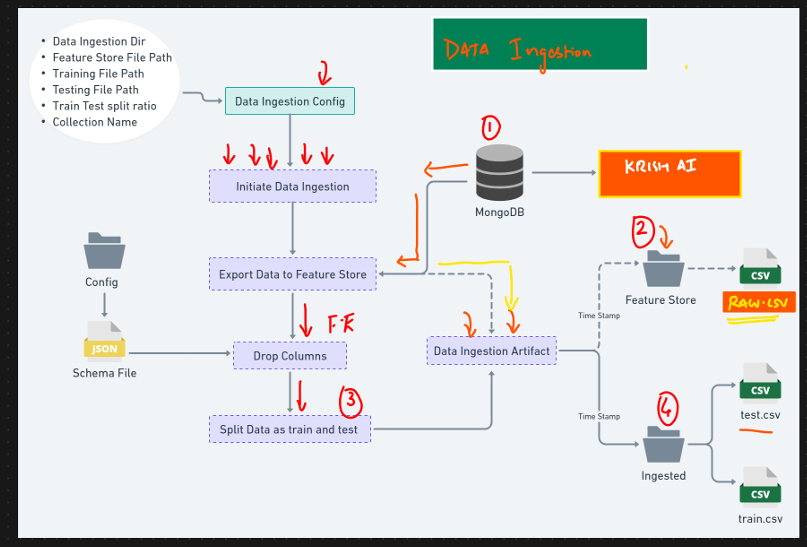 DATA Ingestion
• Data Ingestion Dir
• Feature Store File Path
• Training File Path
• Testing File Path
• Train Test split ratio
• Collection Name
Data Ingestion Config
1
Initiate Data Ingestion
MongoDB
KRISH AI
Export Data to Feature Store
2
Feature Store
CSV
RAW.CSV
Config
Time Stamp
F.E
JSON
Schema File
Drop Columns
Data Ingestion Artifact
3
Split Data as train and test
Time Stamp
4
Ingested
CSV
test.csv
CSV
train.csv